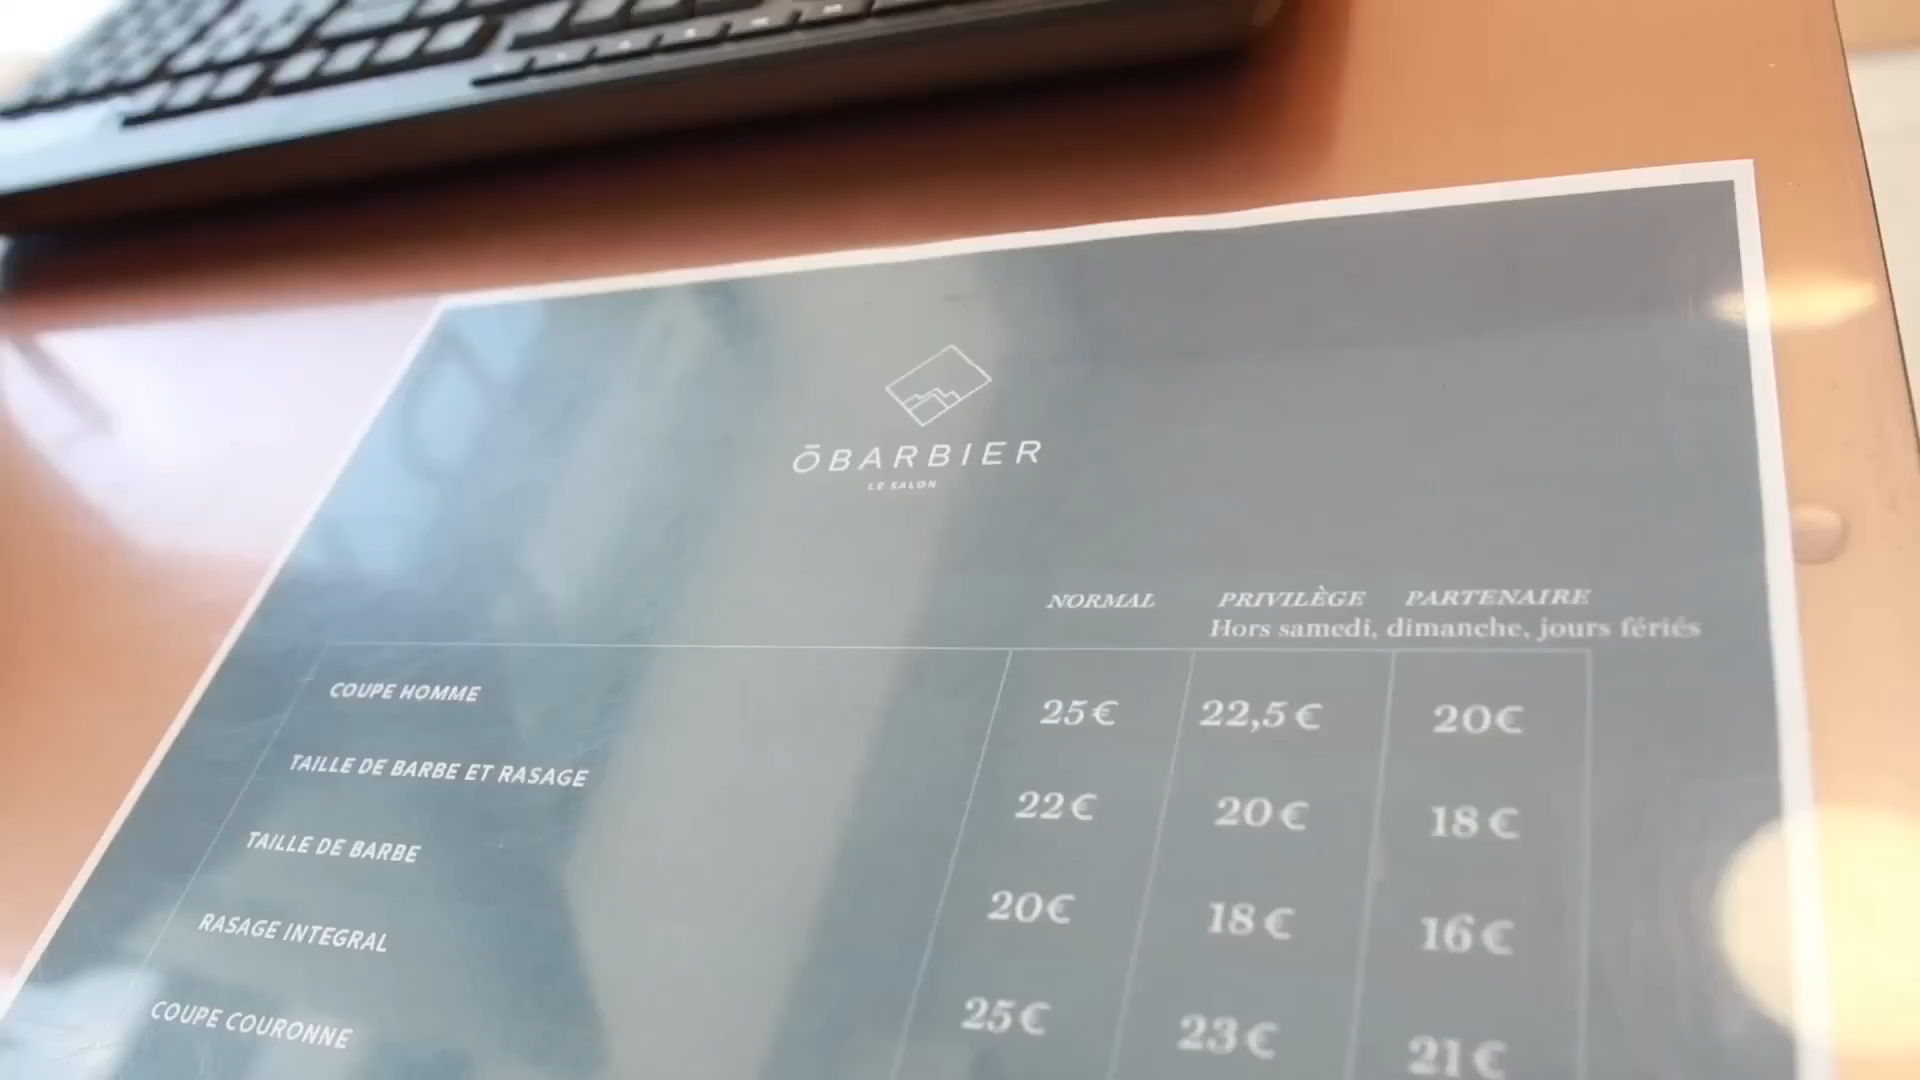 ŌBARBIER
LE SALON
NORMAL PRIVILÈGE PARTENAIRE
Hors samedi, dimanche, jours fériés
COUPE HOMME 25€ 22,5€ 20€
TAILLE DE BARBE ET RASAGE 22€ 20€ 18€
TAILLE DE BARBE 20€ 18€ 16€
RASAGE INTEGRAL 25€ 23€ 21€
COUPE COURONNE